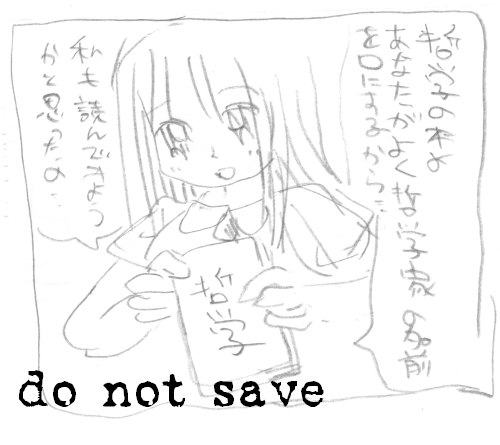 哲学の本よ
あなたがよく哲学家の名前
を口にするから…
私も読んでみよう
かと思ったの…
哲学
do not save